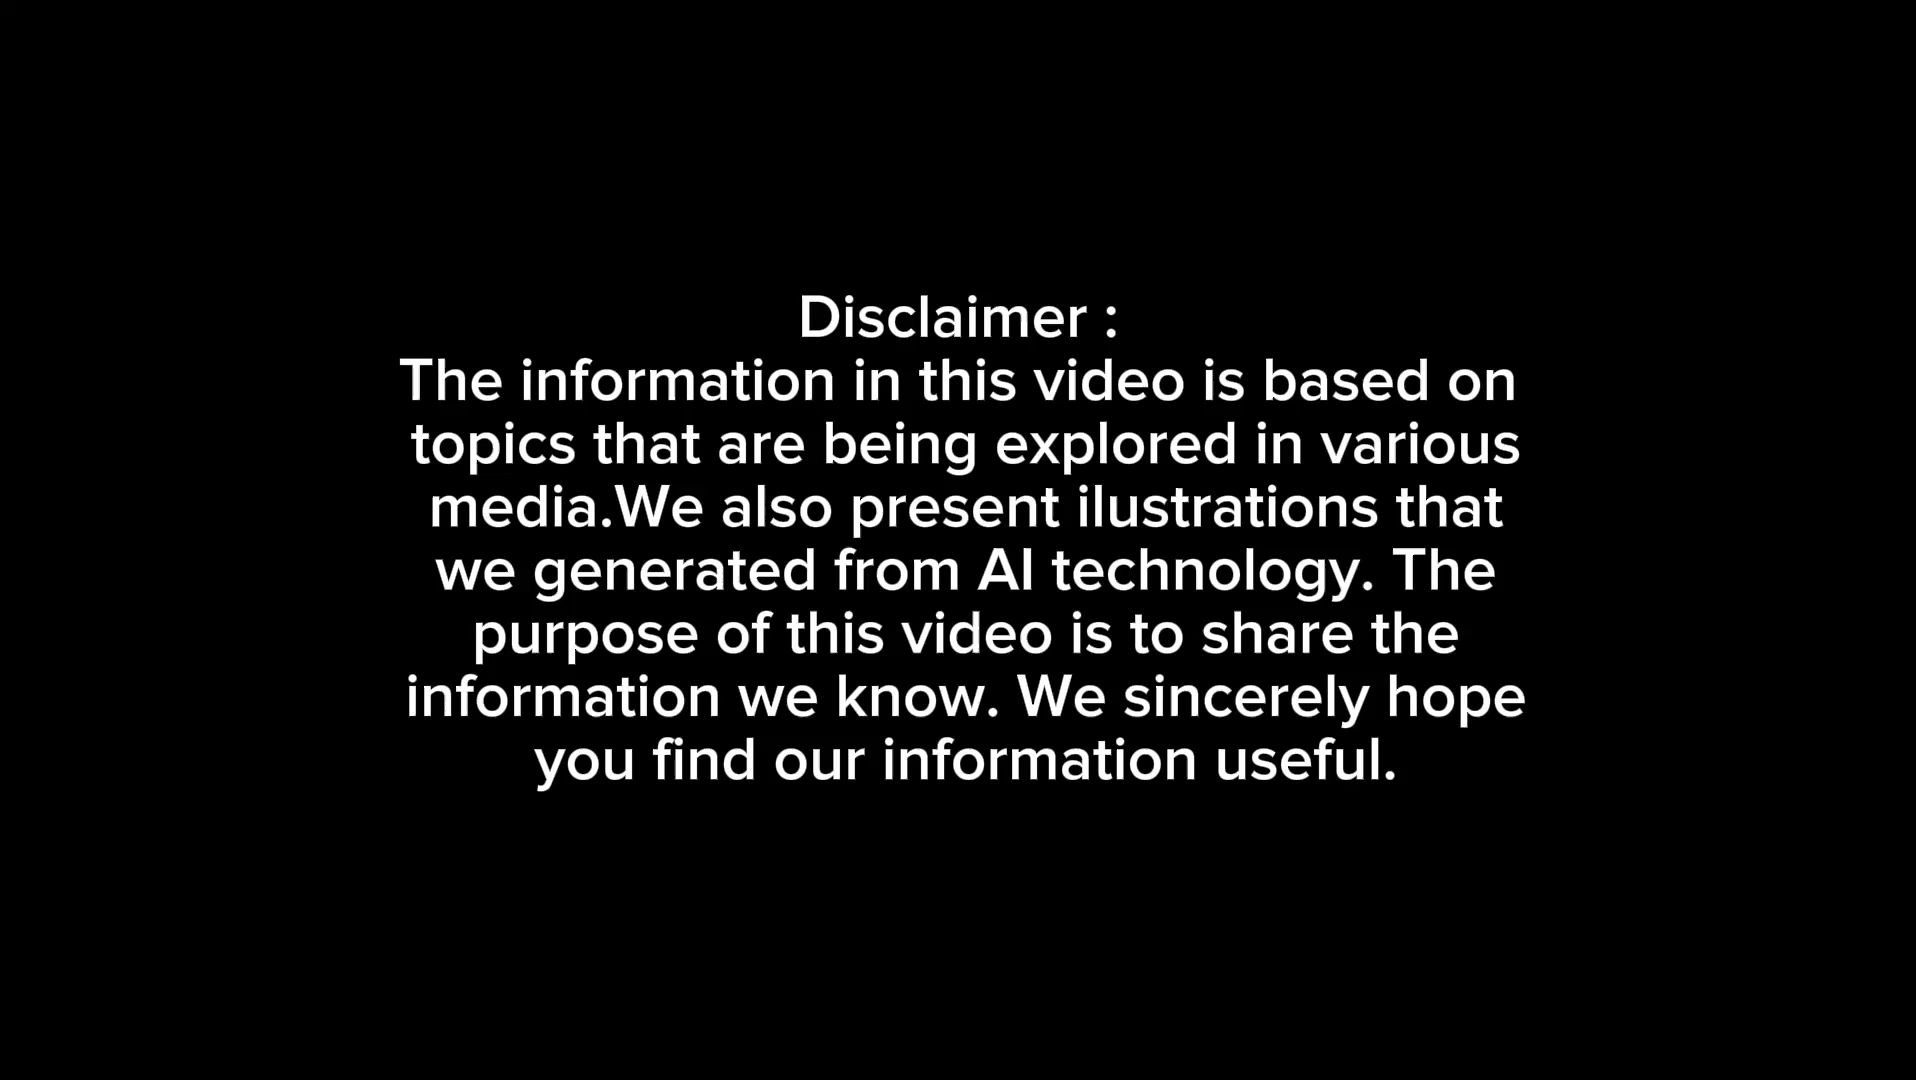 Disclaimer :
The information in this video is based on
topics that are being explored in various
media.We also present ilustrations that
we generated from AI technology. The
purpose of this video is to share the
information we know. We sincerely hope
you find our information useful.